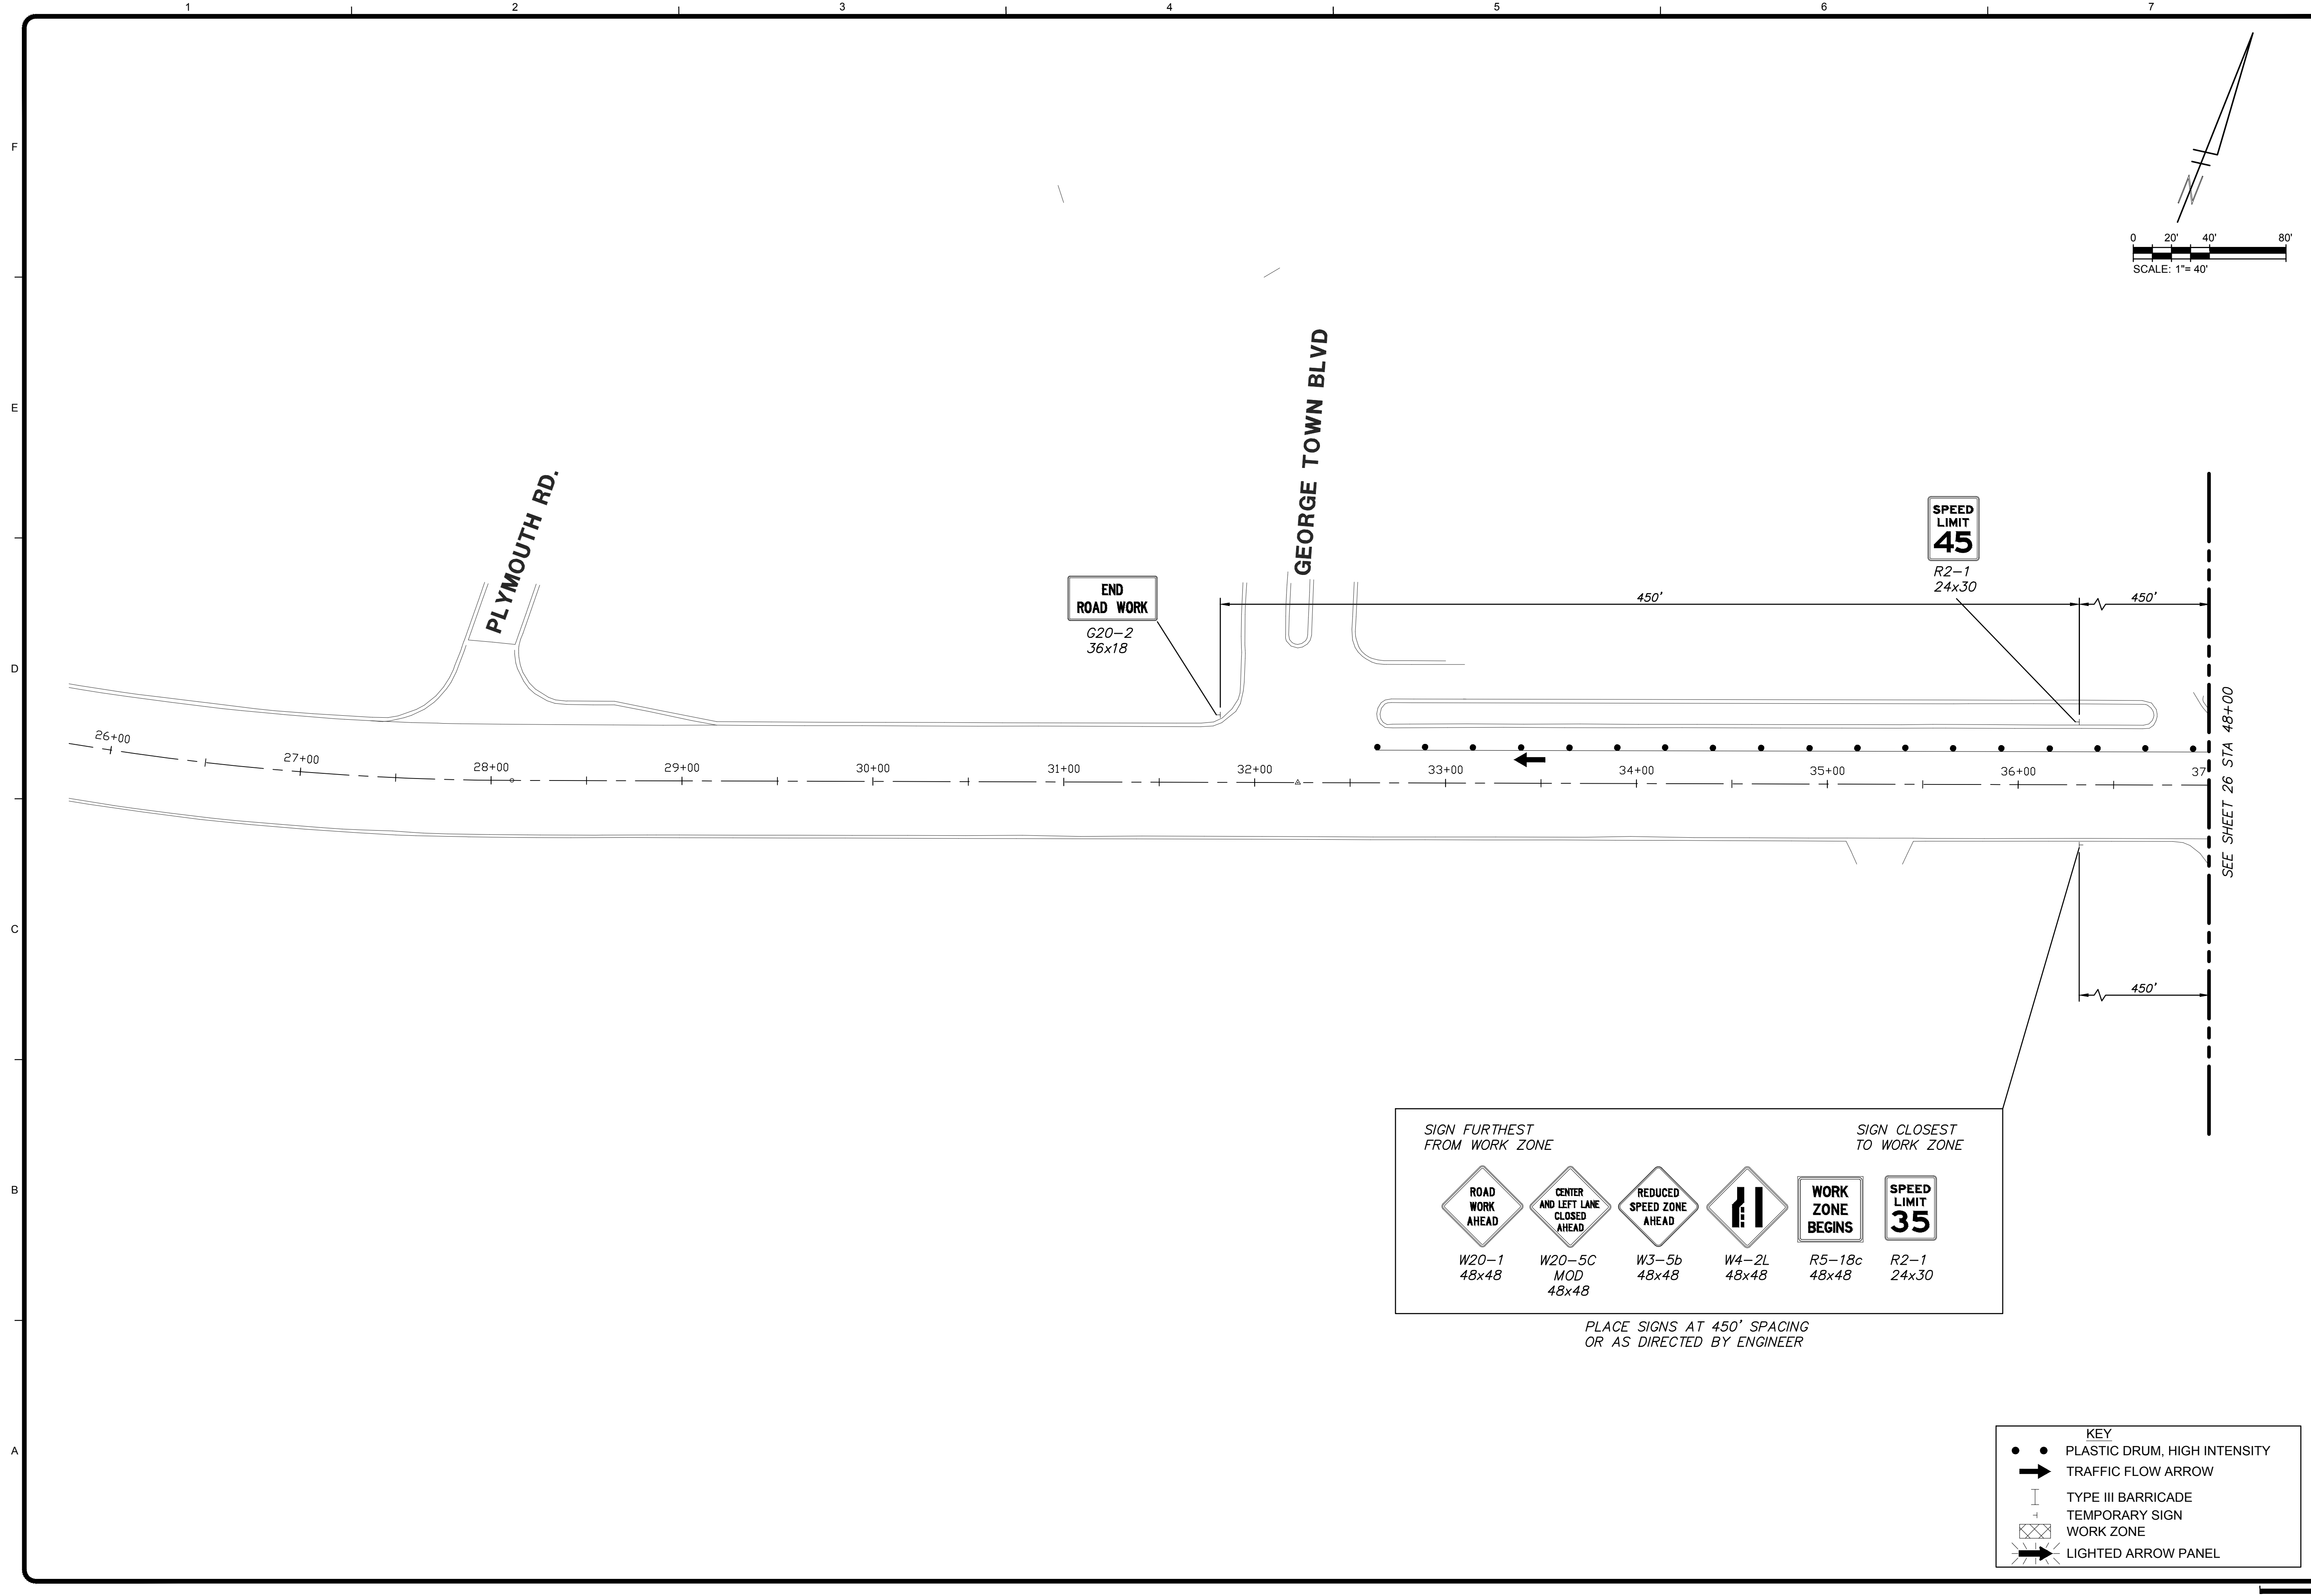 1 2 3 4 5 6 7
F
E
D
C
B
A
N
0 20' 40' 80'
SCALE: 1"= 40'
PLYMOUTH RD.
GEORGE TOWN BLVD
END
ROAD WORK
G20-2
36x18
SPEED
LIMIT
45
R2-1
24x30
450'
450'
26+00
27+00
28+00
29+00
30+00
31+00
32+00
33+00
34+00
35+00
36+00
37
SEE SHEET 26 STA 48+00
450'
SIGN FURTHEST
FROM WORK ZONE
SIGN CLOSEST
TO WORK ZONE
ROAD
WORK
AHEAD
W20-1
48x48
CENTER
AND LEFT LANE
CLOSED
AHEAD
W20-5C
MOD
48x48
REDUCED
SPEED ZONE
AHEAD
W3-5b
48x48
W4-2L
48x48
WORK
ZONE
BEGINS
R5-18c
48x48
SPEED
LIMIT
35
R2-1
24x30
PLACE SIGNS AT 450' SPACING
OR AS DIRECTED BY ENGINEER
KEY
PLASTIC DRUM, HIGH INTENSITY
TRAFFIC FLOW ARROW
TYPE III BARRICADE
TEMPORARY SIGN
WORK ZONE
LIGHTED ARROW PANEL